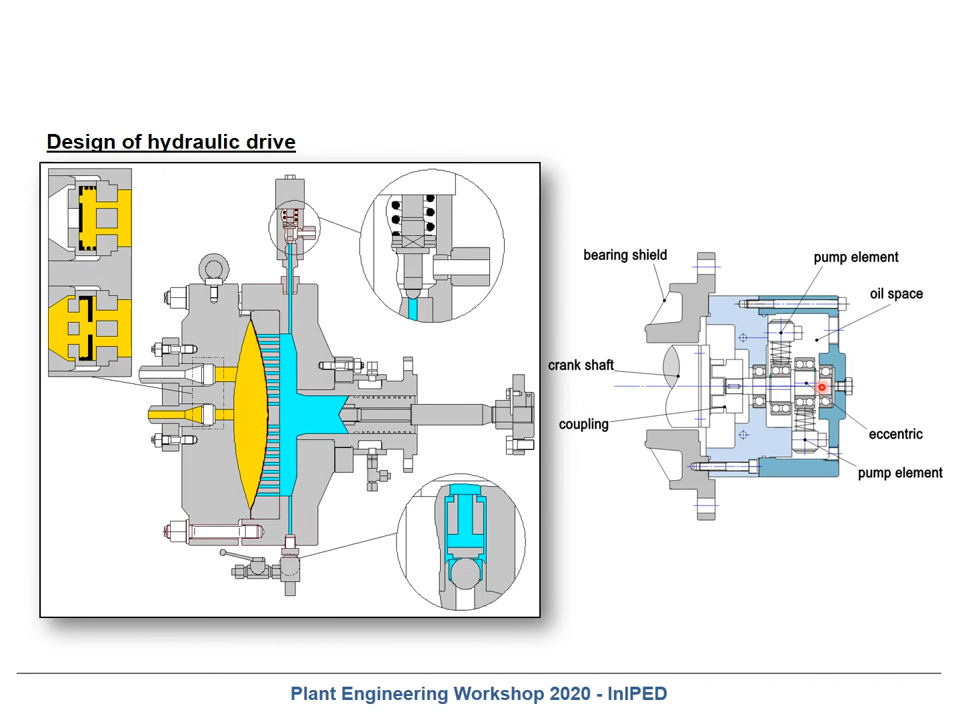 Design of hydraulic drive
bearing shield
pump element
oil space
crank shaft
coupling
eccentric
pump element
Plant Engineering Workshop 2020 - InIPED